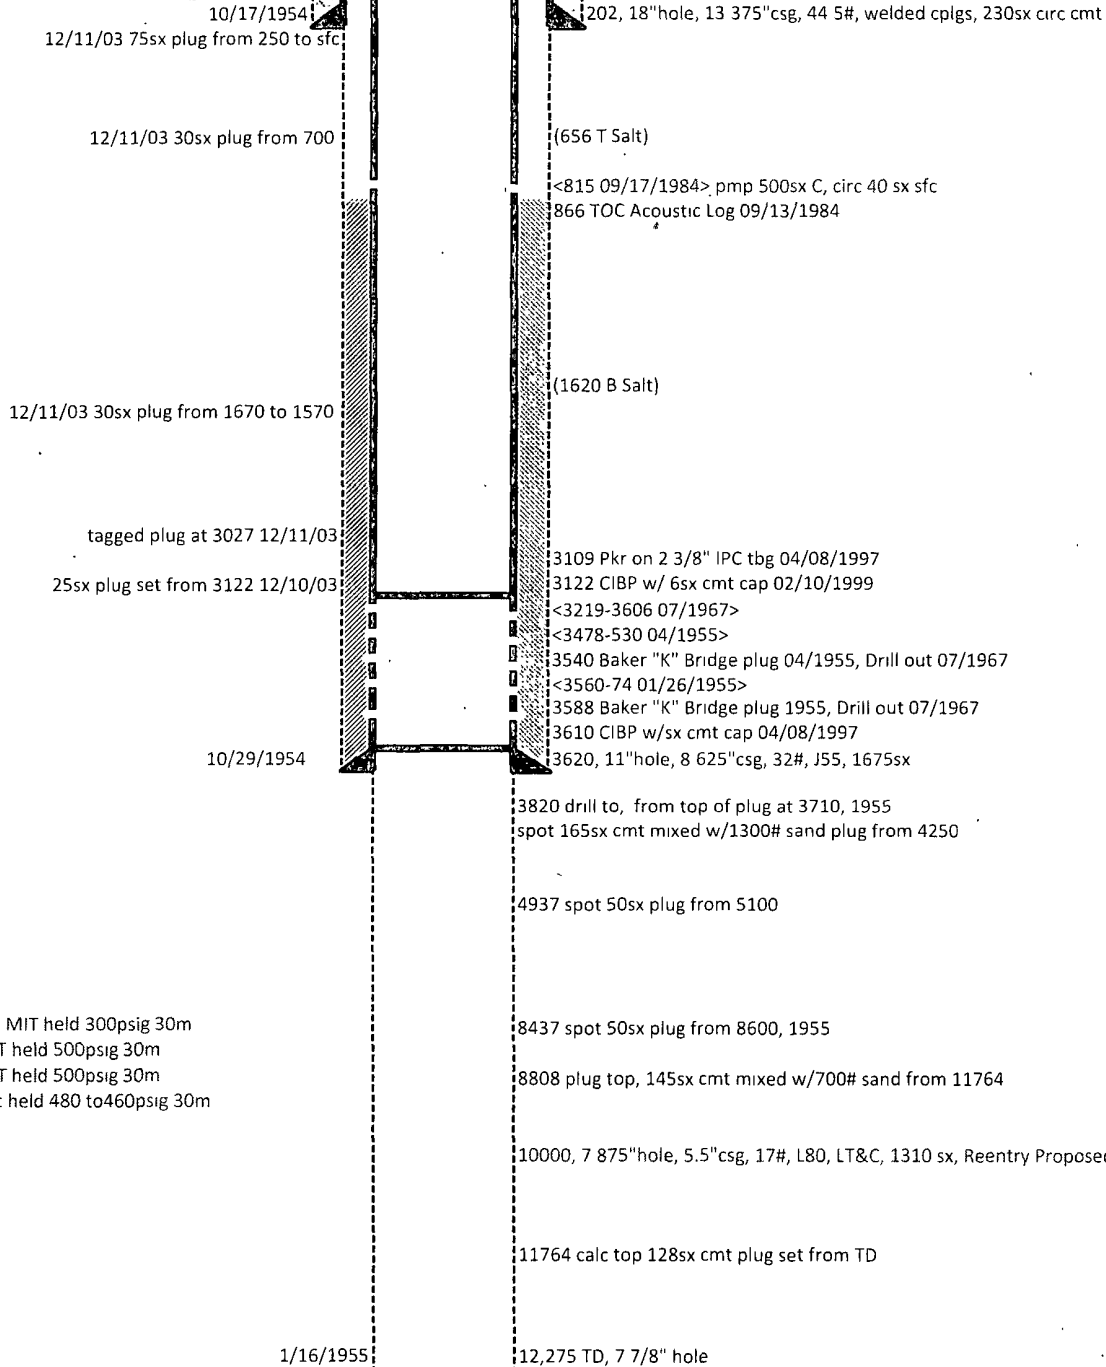 10/17/1954
202, 18"hole, 13 375"csg, 44 5#, welded cplgs, 230sx circ cmt
12/11/03 75sx plug from 250 to sfc
12/11/03 30sx plug from 700
(656 T Salt)
<815 09/17/1984> pmp 500sx C, circ 40 sx sfc
866 TOC Acoustic Log 09/13/1984
(1620 B Salt)
12/11/03 30sx plug from 1670 to 1570
tagged plug at 3027 12/11/03
3109 Pkr on 2 3/8" IPC tbg 04/08/1997
25sx plug set from 3122 12/10/03
3122 CIBP w/ 6sx cmt cap 02/10/1999
<3219-3606 07/1967>
<3478-530 04/1955>
3540 Baker "K" Bridge plug 04/1955, Drill out 07/1967
<3560-74 01/26/1955>
3588 Baker "K" Bridge plug 1955, Drill out 07/1967
3610 CIBP w/sx cmt cap 04/08/1997
10/29/1954
3620, 11"hole, 8 625"csg, 32#, J55, 1675sx
3820 drill to, from top of plug at 3710, 1955
spot 165sx cmt mixed w/1300# sand plug from 4250
4937 spot 50sx plug from 5100
MIT held 300psig 30m
8437 spot 50sx plug from 8600, 1955
T held 500psig 30m
T held 500psig 30m
8808 plug top, 145sx cmt mixed w/700# sand from 11764
held 480 to460psig 30m
10000, 7 875"hole, 5.5"csg, 17#, L80, LT&C, 1310 sx, Reentry Propose
11764 calc top 128sx cmt plug set from TD
1/16/1955
12,275 TD, 7 7/8" hole